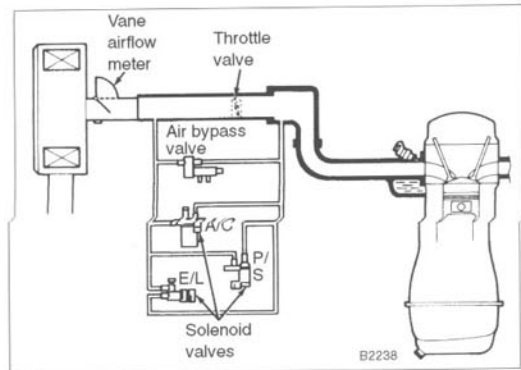 Vane
airflow
meter
Throttle
valve
Air bypass
valve
A/C
P/
S
E/L
Solenoid
valves
B2238